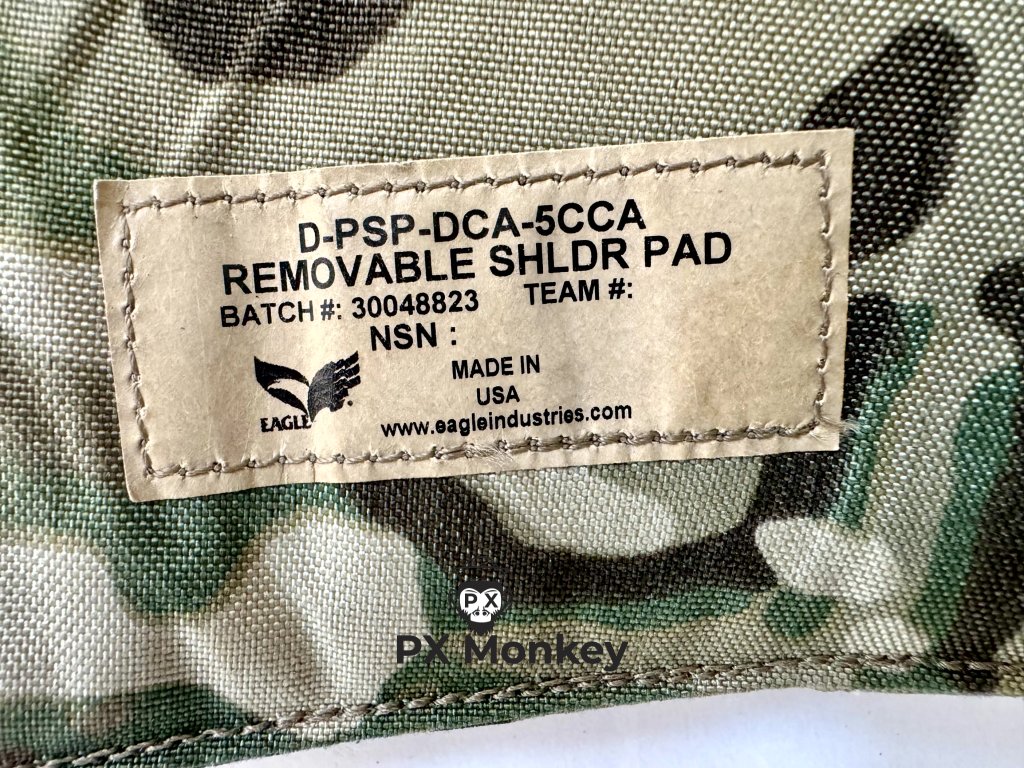 D-PSP-DCA-5CCA
REMOVABLE SHLDR PAD
BATCH #: 30048823 TEAM #:
NSN :
MADE IN
USA
EAGLE
www.eagleindustries.com
PX
PX Monkey